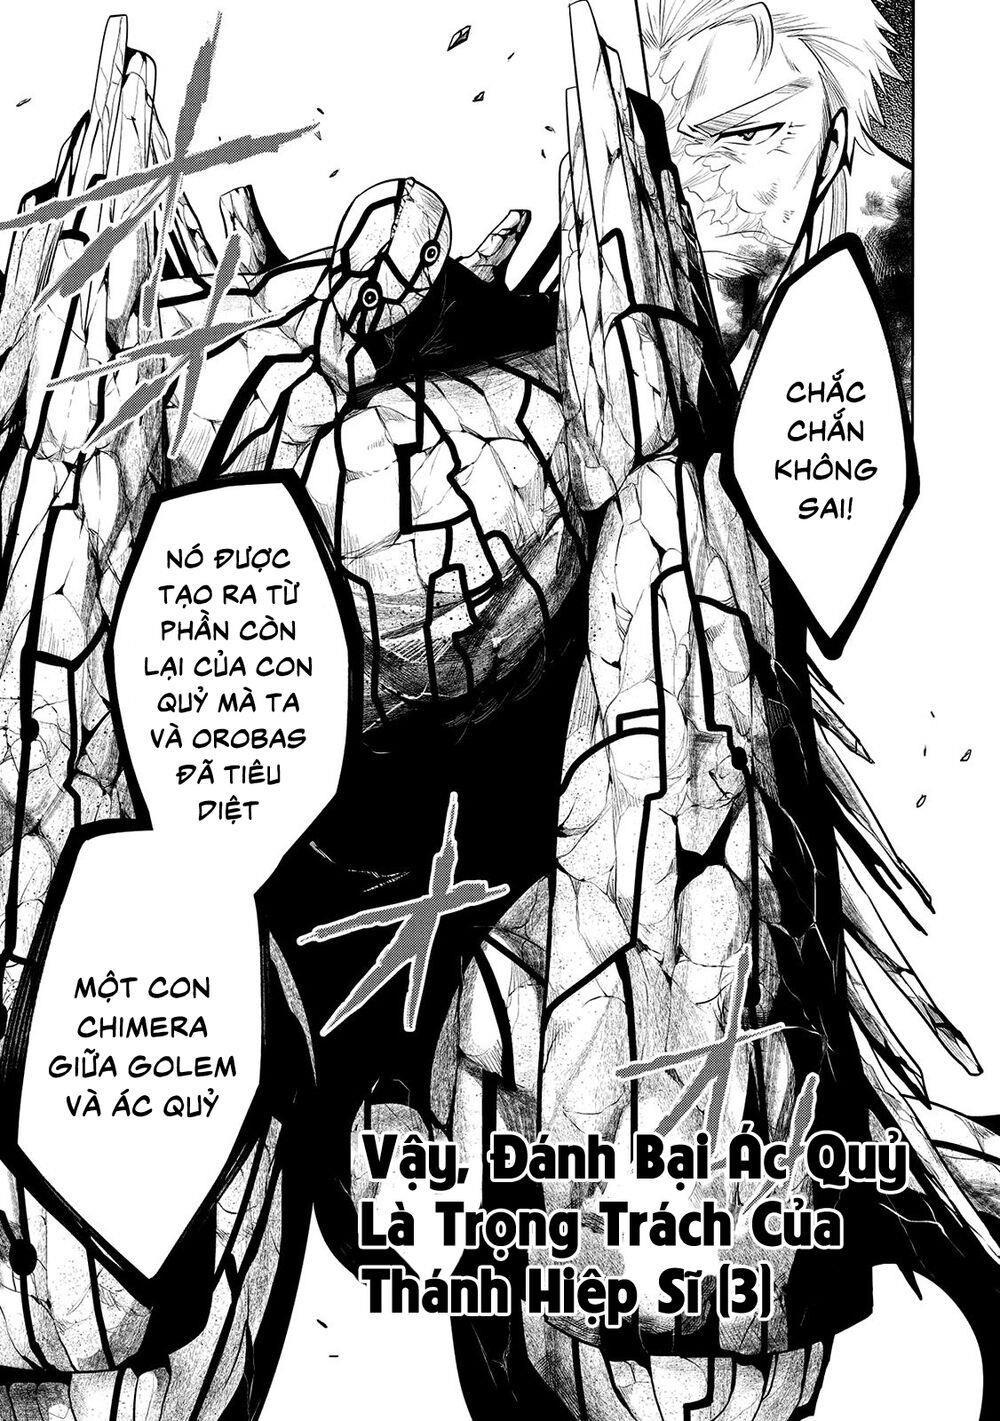 CHẮC
CHẮN
KHÔNG
SAI!
NÓ ĐƯỢC
TẠO RA TỪ
PHẦN CÒN
LẠI CỦA CON
QUỶ MÀ TA
VÀ OROBAS
ĐÃ TIÊU
DIỆT
MỘT CON
CHIMERA
GIỮA GOLEM
VÀ ÁC QUỶ
Vậy, Đánh Bại Ác Quỷ
Là Trọng Trách Của
Thánh Hiệp Sĩ (3)